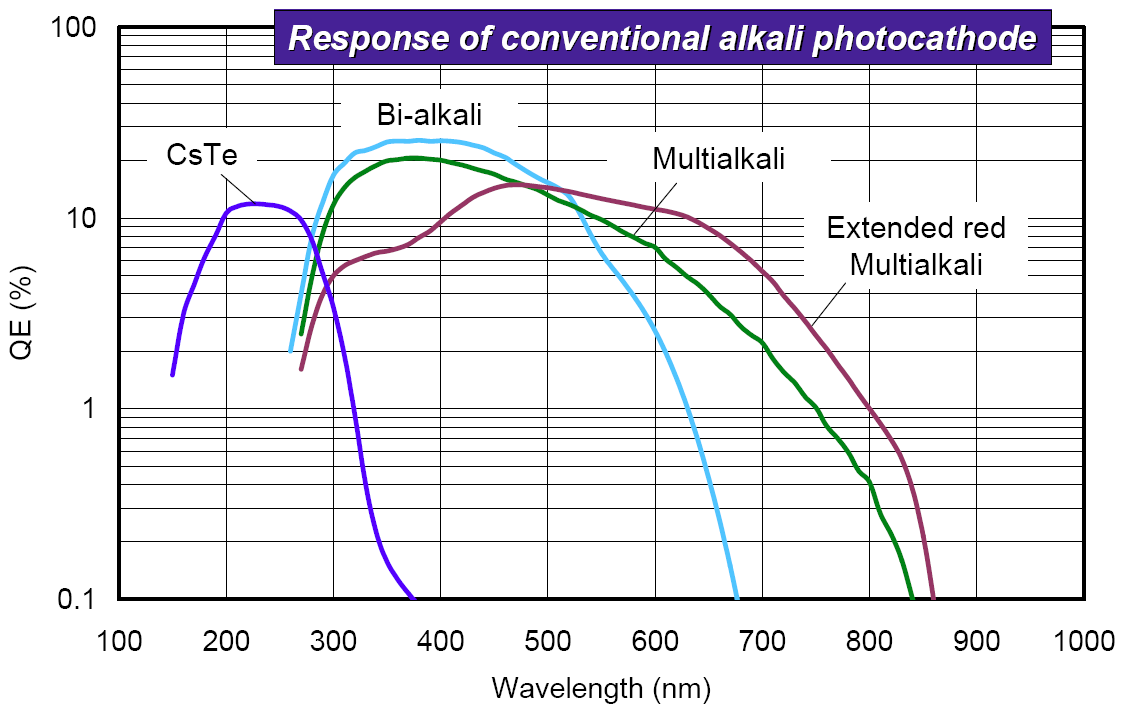 Response of conventional alkali photocathode
100
10
1
0.1
QE (%)
CsTe
Bi-alkali
Multialkali
Extended red
Multialkali
100 200 300 400 500 600 700 800 900 1000
Wavelength (nm)